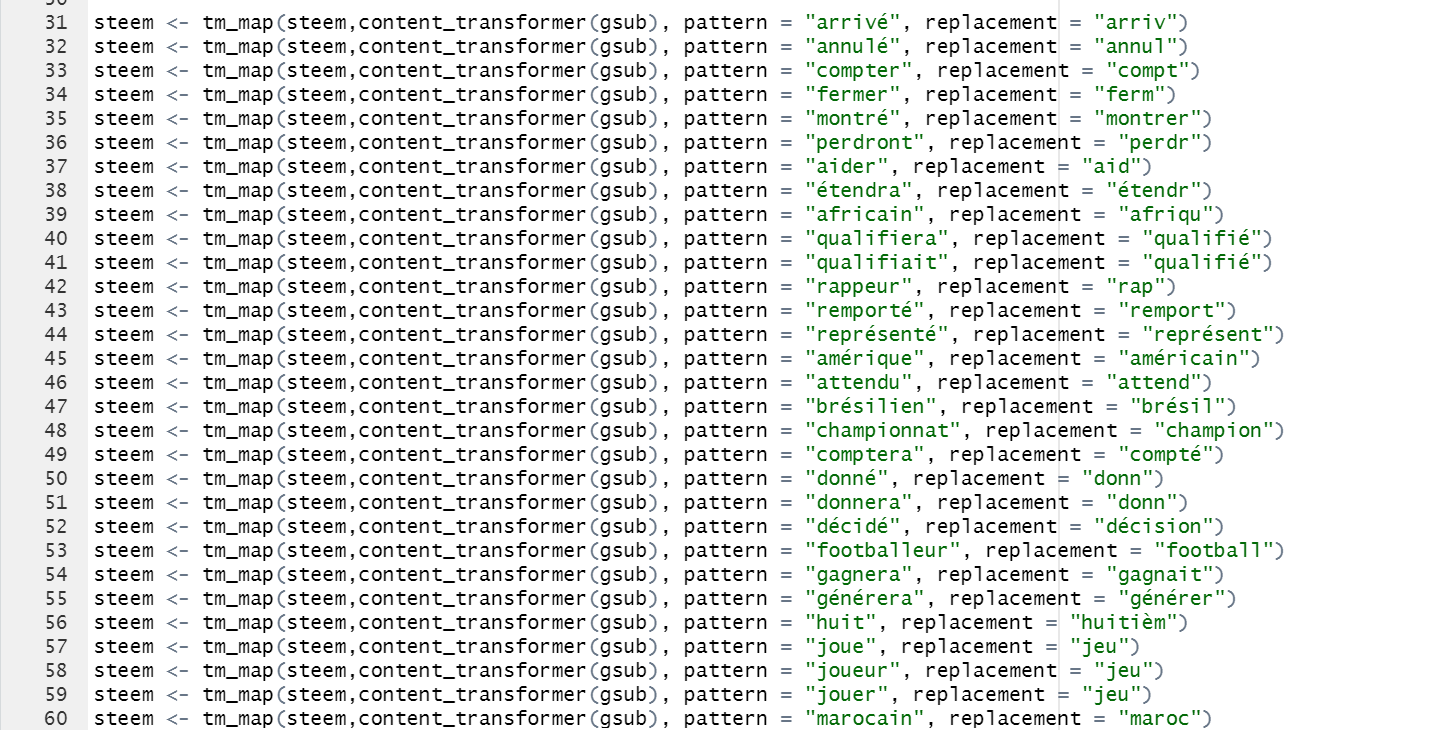 31 steem <- tm_map(steem,content_transformer(gsub), pattern = "arrivé", replacement = "arriv")
32 steem <- tm_map(steem,content_transformer(gsub), pattern = "annulé", replacement = "annul")
33 steem <- tm_map(steem,content_transformer(gsub), pattern = "compter", replacement = "compt")
34 steem <- tm_map(steem,content_transformer(gsub), pattern = "fermer", replacement = "ferm")
35 steem <- tm_map(steem,content_transformer(gsub), pattern = "montré", replacement = "montrer")
36 steem <- tm_map(steem,content_transformer(gsub), pattern = "perdront", replacement = "perdr")
37 steem <- tm_map(steem,content_transformer(gsub), pattern = "aider", replacement = "aid")
38 steem <- tm_map(steem,content_transformer(gsub), pattern = "étendra", replacement = "étendr")
39 steem <- tm_map(steem,content_transformer(gsub), pattern = "africain", replacement = "afriqu")
40 steem <- tm_map(steem,content_transformer(gsub), pattern = "qualifiera", replacement = "qualifié")
41 steem <- tm_map(steem,content_transformer(gsub), pattern = "qualifiait", replacement = "qualifié")
42 steem <- tm_map(steem,content_transformer(gsub), pattern = "rappeur", replacement = "rap")
43 steem <- tm_map(steem,content_transformer(gsub), pattern = "remporté", replacement = "remport")
44 steem <- tm_map(steem,content_transformer(gsub), pattern = "représenté", replacement = "représent")
45 steem <- tm_map(steem,content_transformer(gsub), pattern = "amérique", replacement = "américain")
46 steem <- tm_map(steem,content_transformer(gsub), pattern = "attendu", replacement = "attend")
47 steem <- tm_map(steem,content_transformer(gsub), pattern = "brésilien", replacement = "brésil")
48 steem <- tm_map(steem,content_transformer(gsub), pattern = "championnat", replacement = "champion")
49 steem <- tm_map(steem,content_transformer(gsub), pattern = "comptera", replacement = "compté")
50 steem <- tm_map(steem,content_transformer(gsub), pattern = "donné", replacement = "donn")
51 steem <- tm_map(steem,content_transformer(gsub), pattern = "donnera", replacement = "donn")
52 steem <- tm_map(steem,content_transformer(gsub), pattern = "décidé", replacement = "décision")
53 steem <- tm_map(steem,content_transformer(gsub), pattern = "footballeur", replacement = "football")
54 steem <- tm_map(steem,content_transformer(gsub), pattern = "gagnera", replacement = "gagnait")
55 steem <- tm_map(steem,content_transformer(gsub), pattern = "générera", replacement = "générer")
56 steem <- tm_map(steem,content_transformer(gsub), pattern = "huit", replacement = "huitièm")
57 steem <- tm_map(steem,content_transformer(gsub), pattern = "joue", replacement = "jeu")
58 steem <- tm_map(steem,content_transformer(gsub), pattern = "joueur", replacement = "jeu")
59 steem <- tm_map(steem,content_transformer(gsub), pattern = "jouer", replacement = "jeu")
60 steem <- tm_map(steem,content_transformer(gsub), pattern = "marocain", replacement = "maroc")